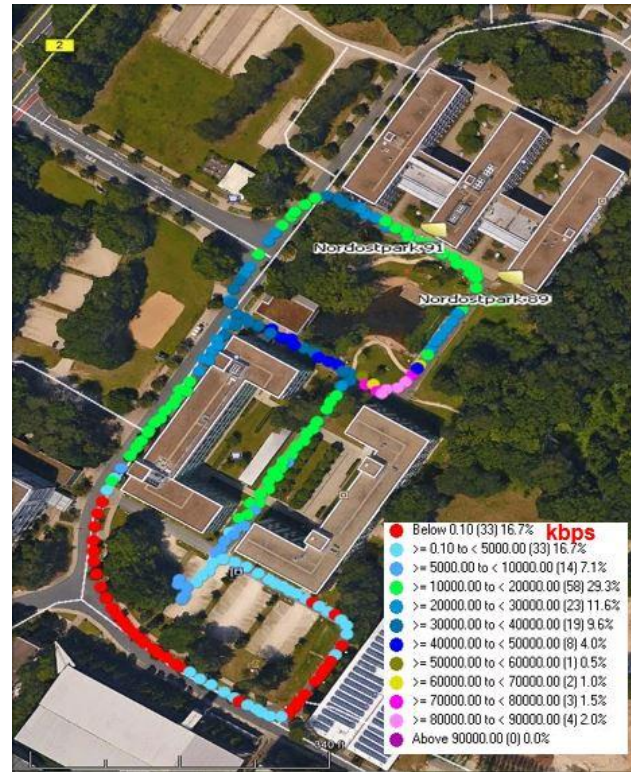 2
Nordostpark 91
Nordostpark 89
Below 0.10 (33) 16.7% kbps
>= 0.10 to < 5000.00 (33) 16.7%
>= 5000.00 to < 10000.00 (14) 7.1%
>= 10000.00 to < 20000.00 (58) 29.3%
>= 20000.00 to < 30000.00 (23) 11.6%
>= 30000.00 to < 40000.00 (19) 9.6%
>= 40000.00 to < 50000.00 (8) 4.0%
>= 50000.00 to < 60000.00 (1) 0.5%
>= 60000.00 to < 70000.00 (2) 1.0%
>= 70000.00 to < 80000.00 (3) 1.5%
>= 80000.00 to < 90000.00 (4) 2.0%
Above 90000.00 (0) 0.0%